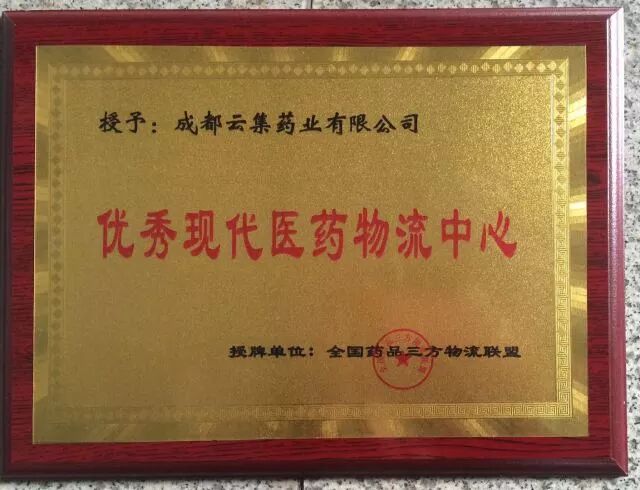 授予：成都云集药业有限公司
优秀现代医药物流中心
授牌单位：全国药品三方物流联盟